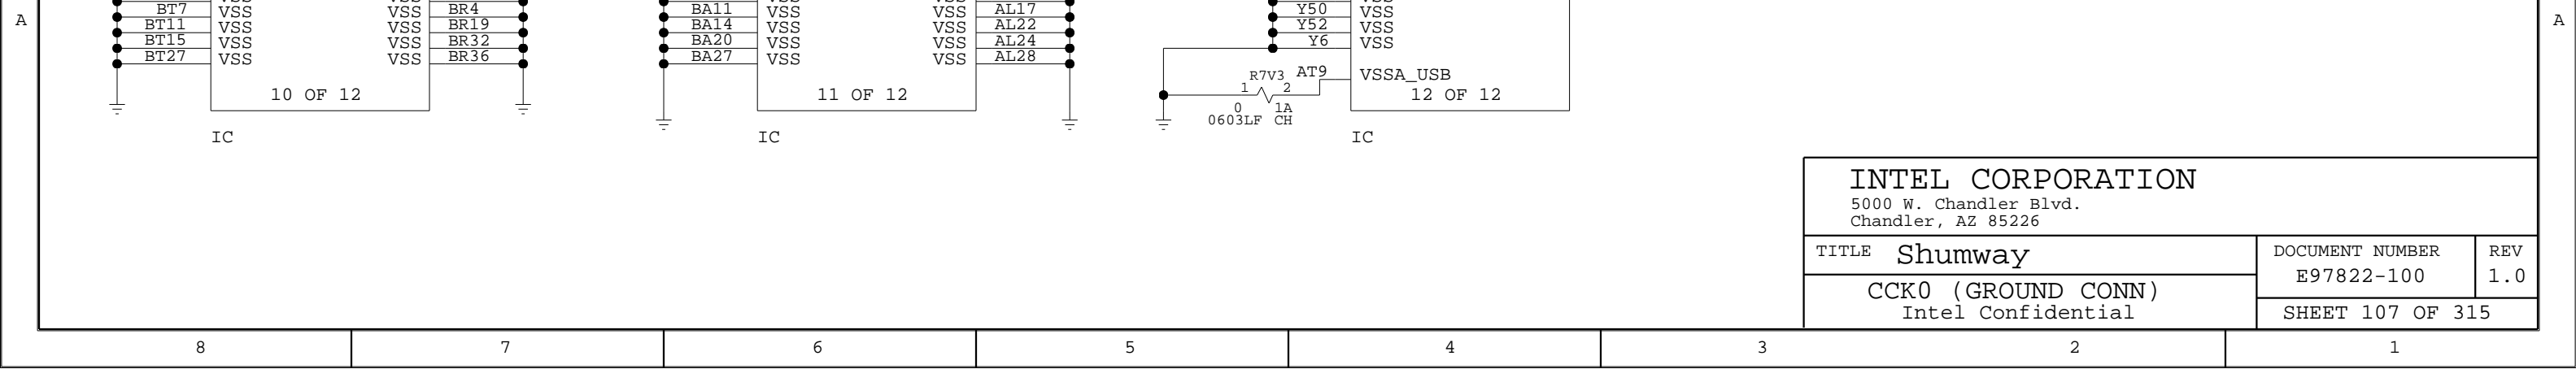 A
BT7 VSS VSS BR4
BT11 VSS VSS BR19
BT15 VSS VSS BR32
BT27 VSS VSS BR36
10 OF 12
IC
BA11 VSS VSS AL17
BA14 VSS VSS AL22
BA20 VSS VSS AL24
BA27 VSS VSS AL28
11 OF 12
IC
Y50 VSS
Y52 VSS
Y6 VSS
R7V3 AT9 VSSA_USB
1 2
0 1A
0603LF CH
12 OF 12
IC
A
INTEL CORPORATION
5000 W. Chandler Blvd.
Chandler, AZ 85226
TITLE Shumway
DOCUMENT NUMBER
E97822-100
REV
1.0
CCK0 (GROUND CONN)
Intel Confidential
SHEET 107 OF 315
8 7 6 5 4 3 2 1